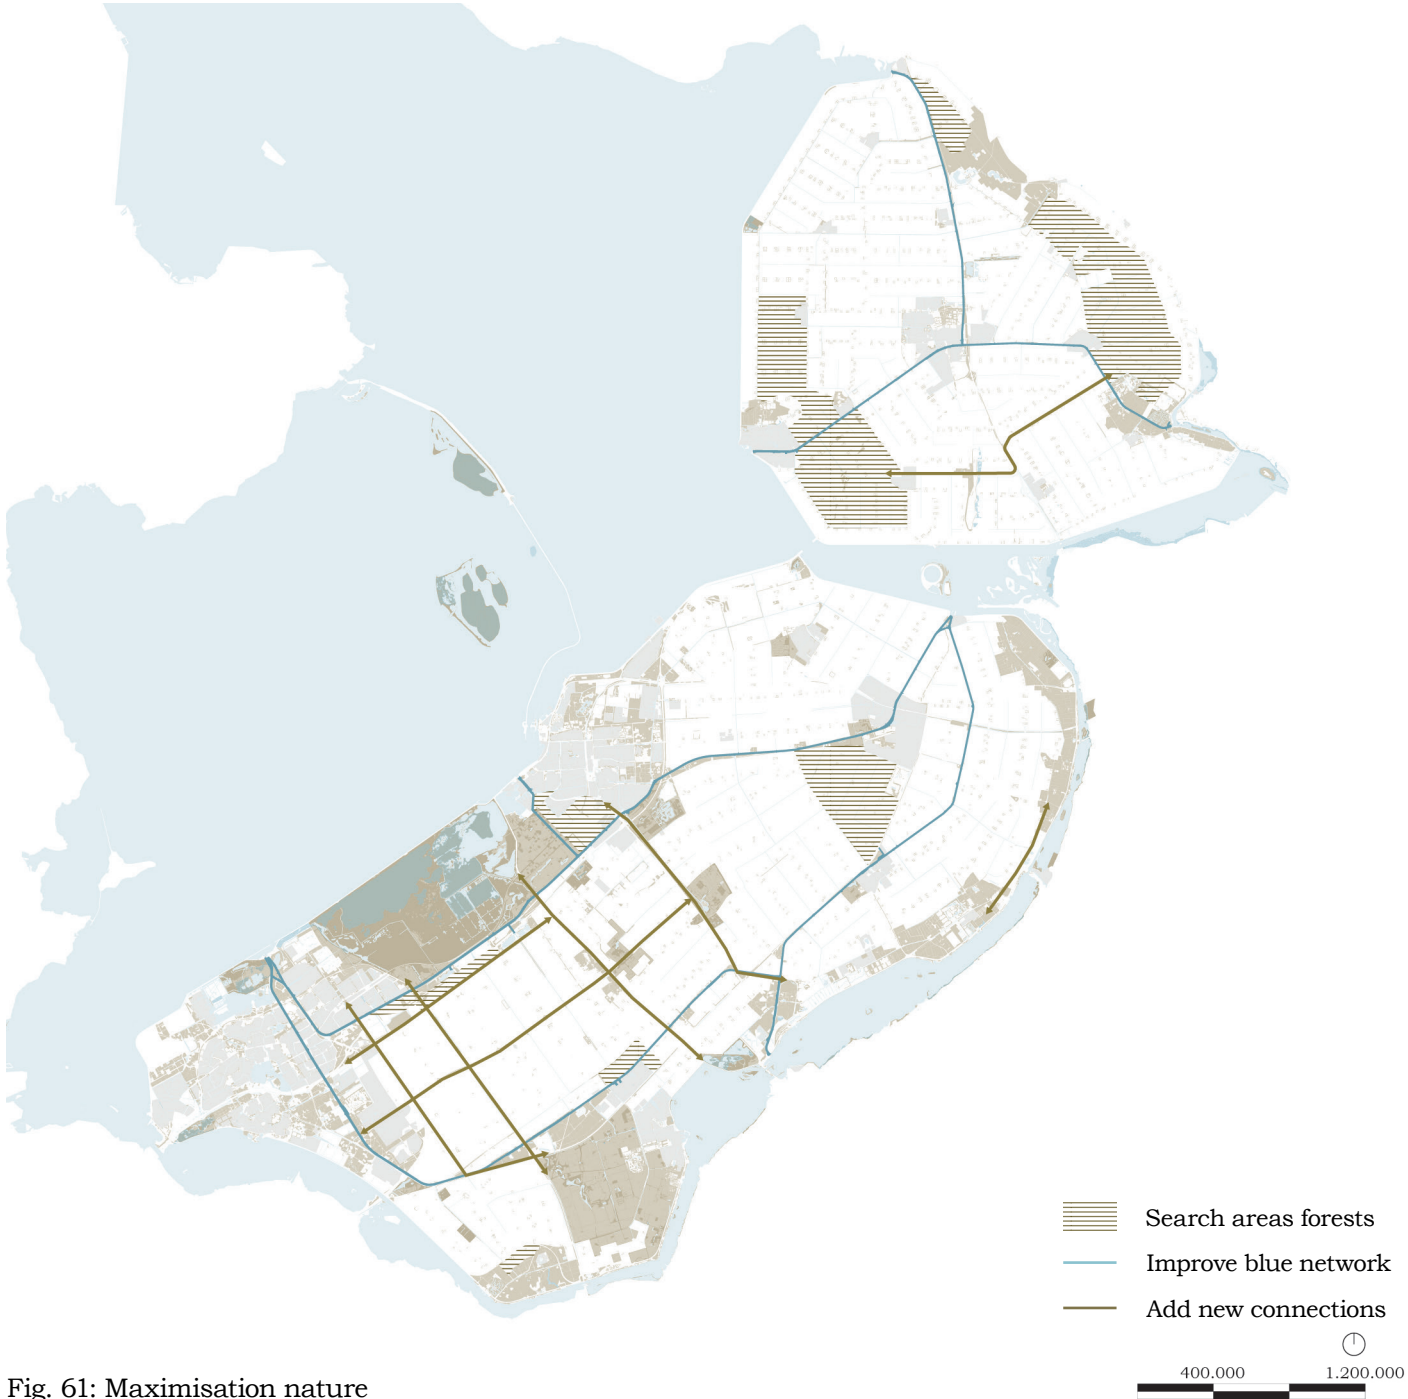 Search areas forests
Improve blue network
Add new connections
400.000 1.200.000
Fig. 61: Maximisation nature